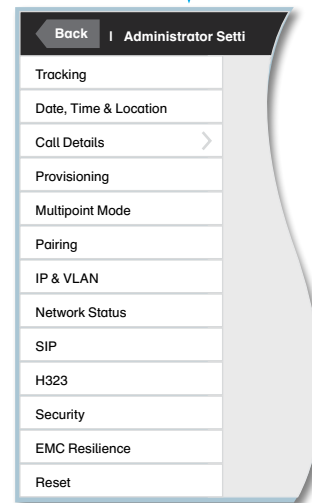 Back | Administrator Setti
Tracking
Date, Time & Location
Call Details
Provisioning
Multipoint Mode
Pairing
IP & VLAN
Network Status
SIP
H323
Security
EMC Resilience
Reset